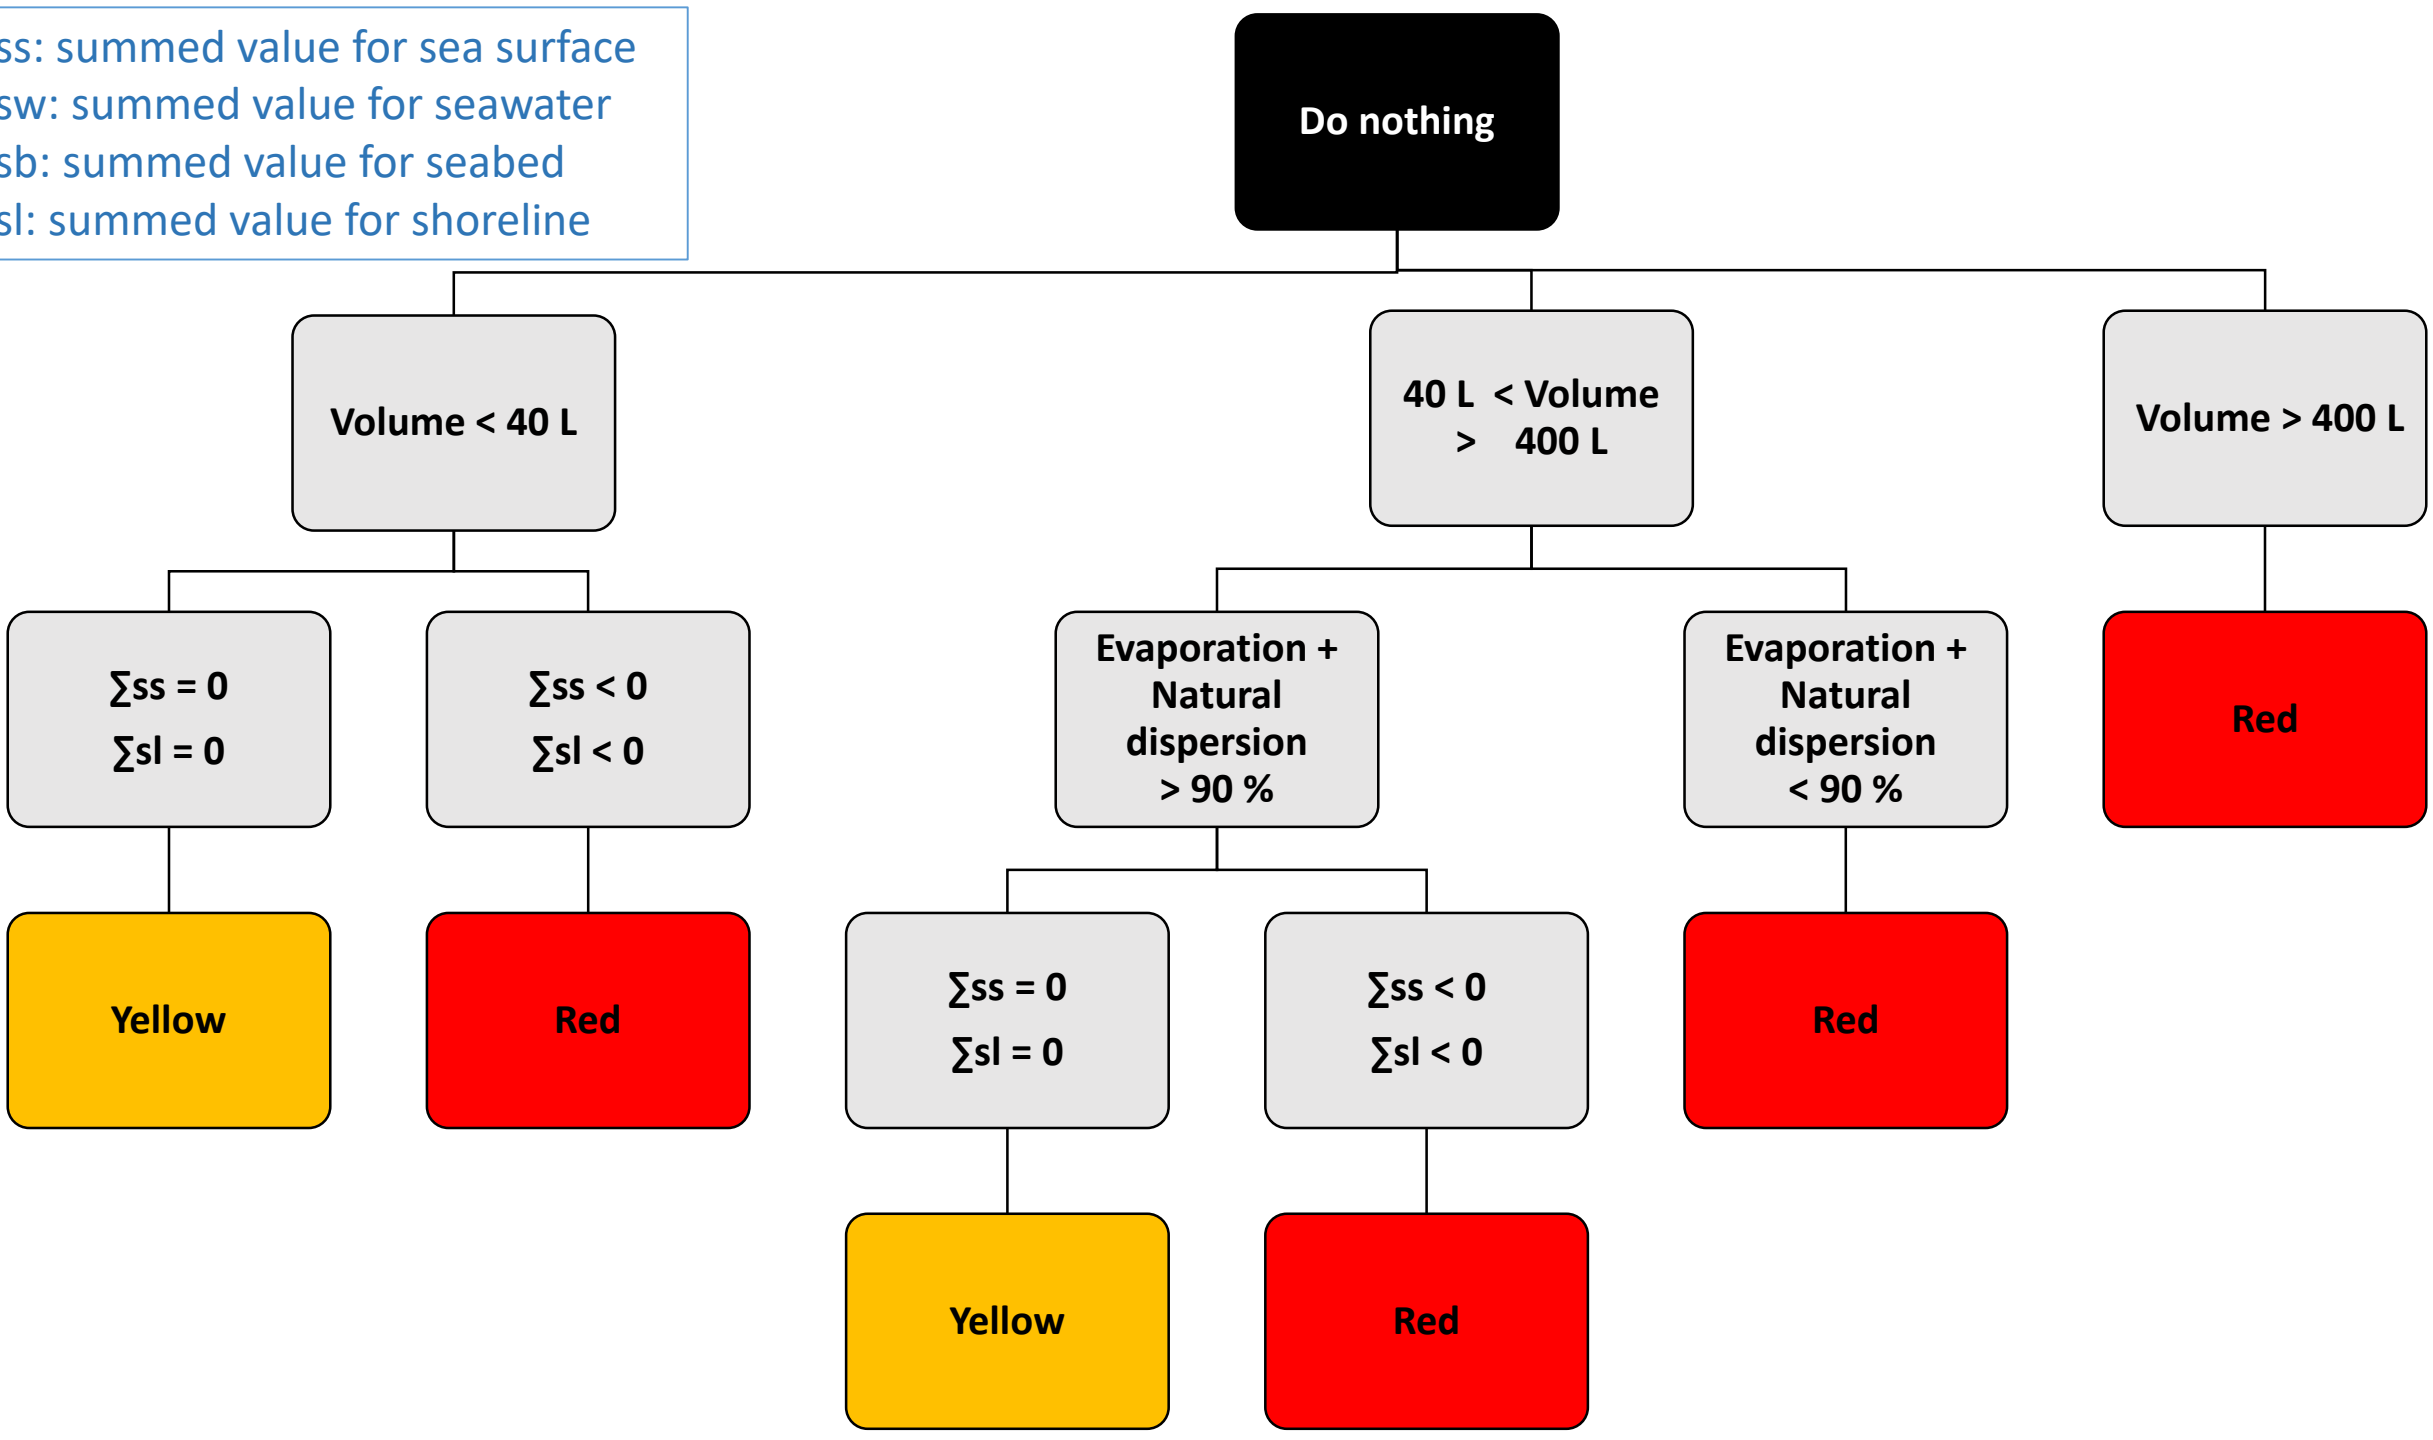 ss: summed value for sea surface
sw: summed value for seawater
sb: summed value for seabed
sl: summed value for shoreline
Do nothing
Volume < 40 L
40 L < Volume
> 400 L
Volume > 400 L
∑ss = 0
∑sl = 0
∑ss < 0
∑sl < 0
Evaporation +
Natural
dispersion
> 90 %
Evaporation +
Natural
dispersion
< 90 %
Red
Yellow
Red
∑ss = 0
∑sl = 0
∑ss < 0
∑sl < 0
Red
Yellow
Red